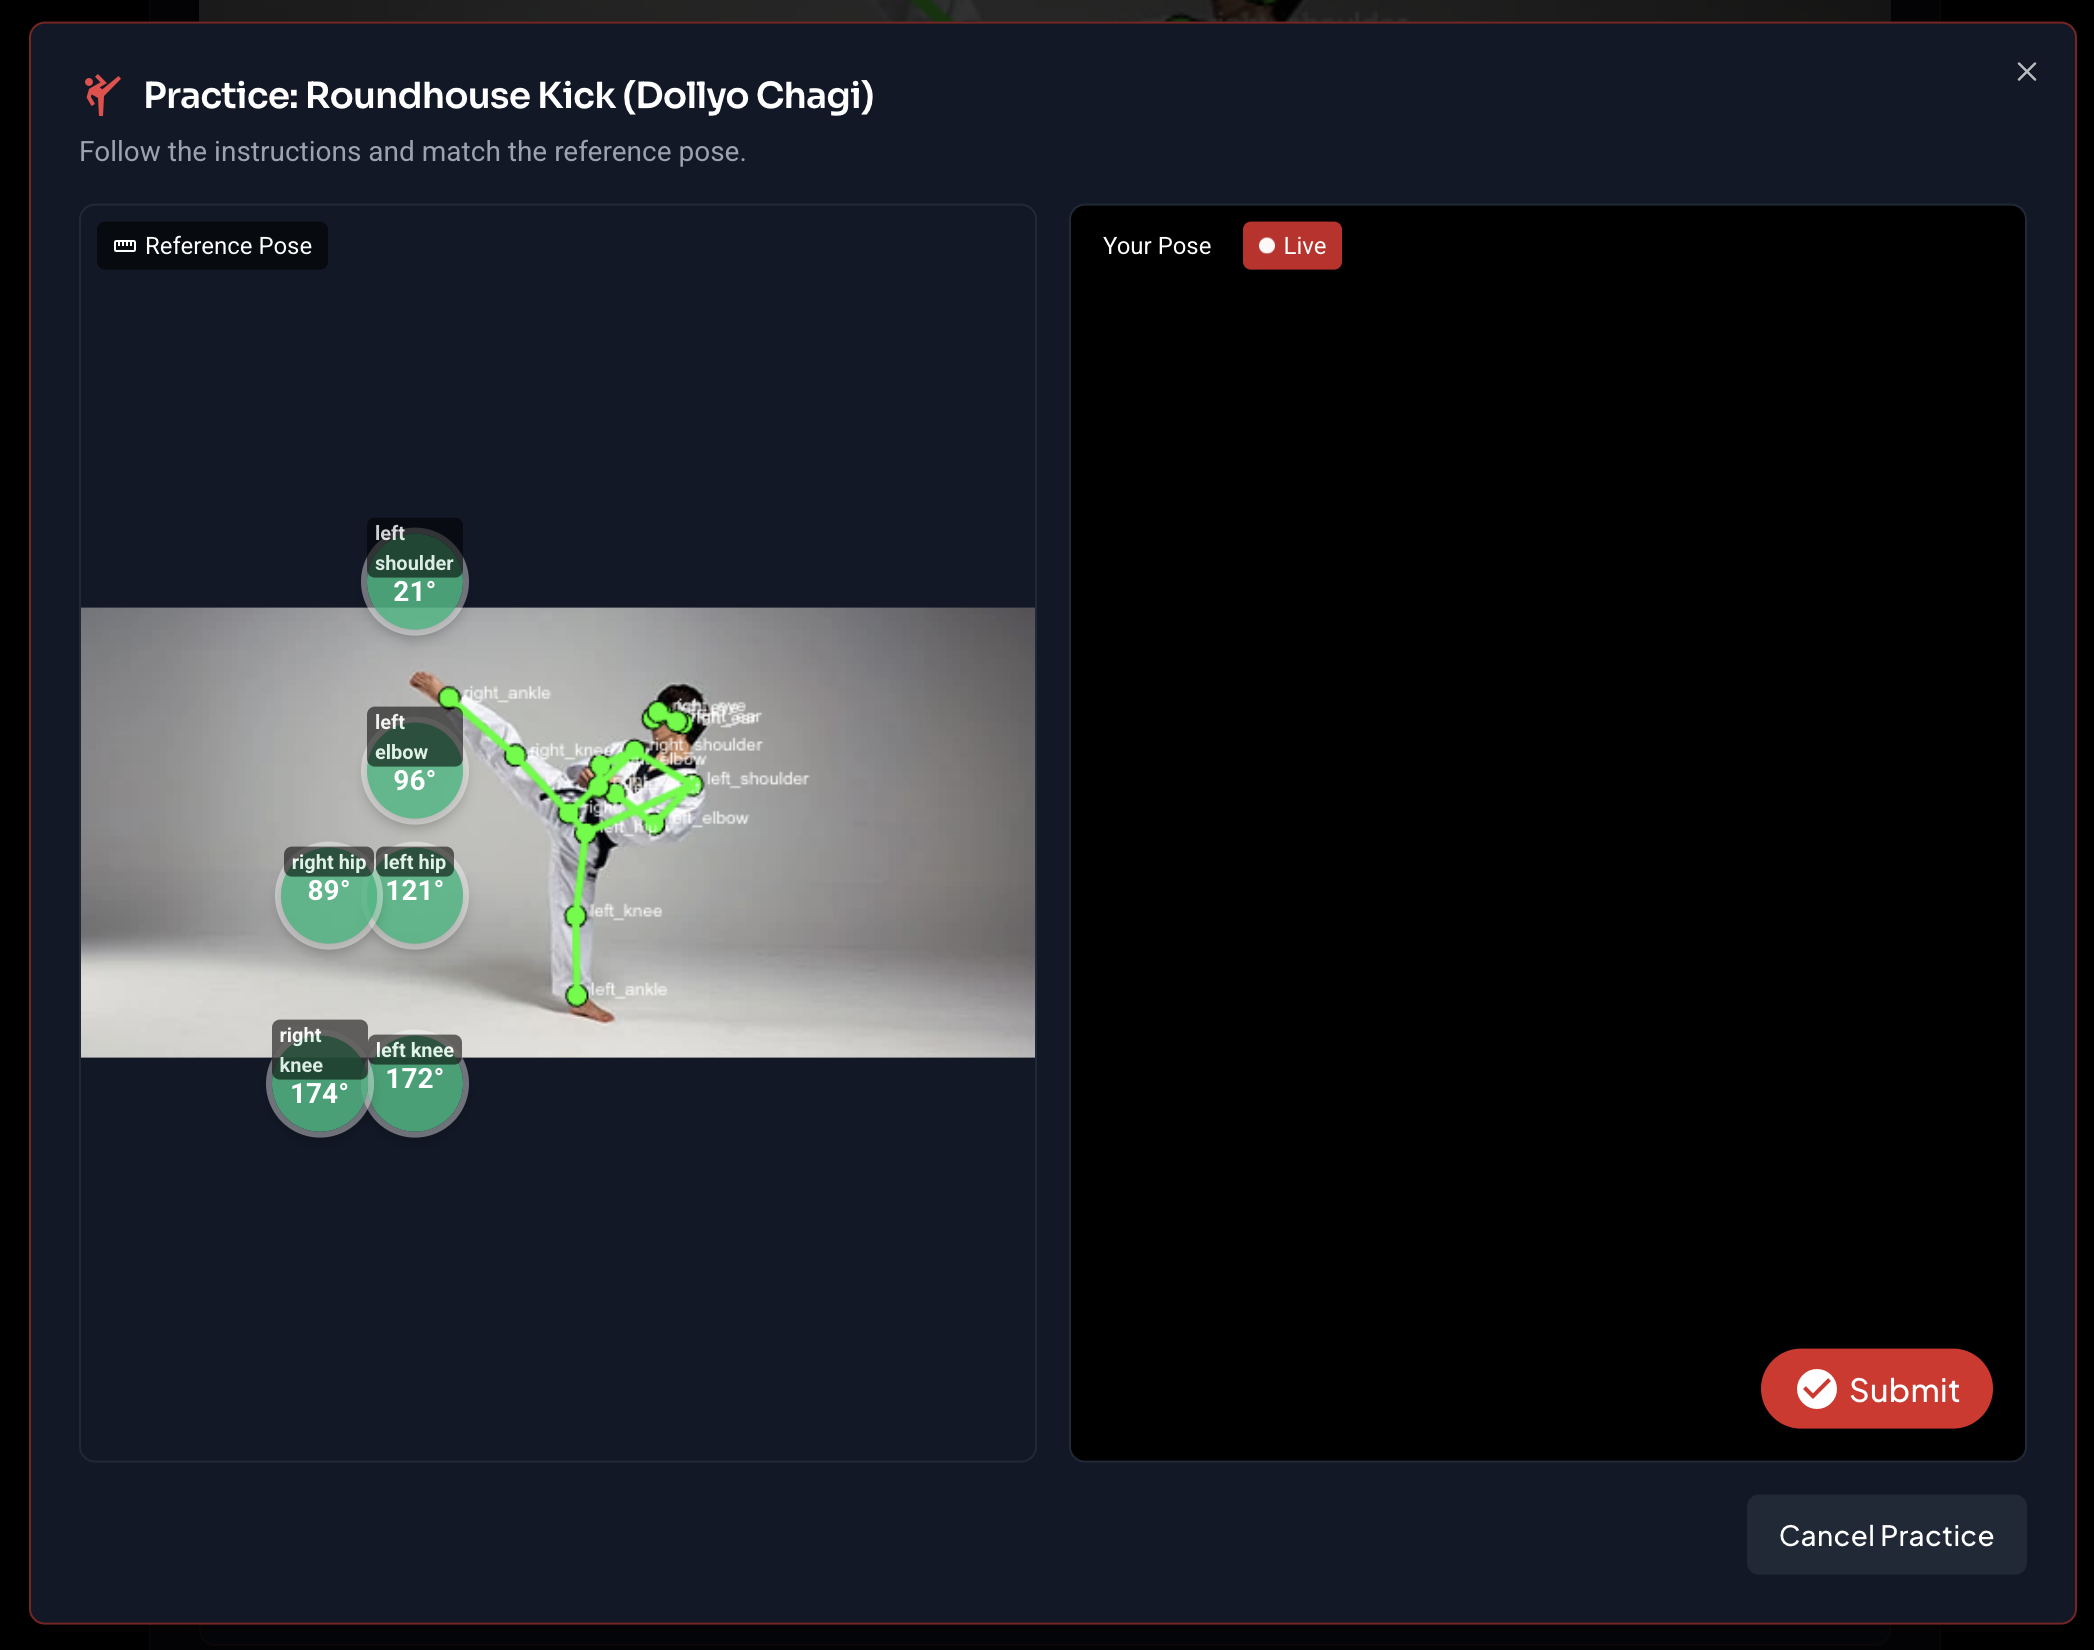 Practice: Roundhouse Kick (Dollyo Chagi)
Follow the instructions and match the reference pose.
Reference Pose
Your Pose
Live
left
shoulder
21°
right_ankle
left
elbow
96°
right_knee
right_shoulder
elbow
left_shoulder
left_elbow
right hip
89°
left hip
121°
left_knee
left_ankle
right
knee
174°
left knee
172°
Submit
Cancel Practice